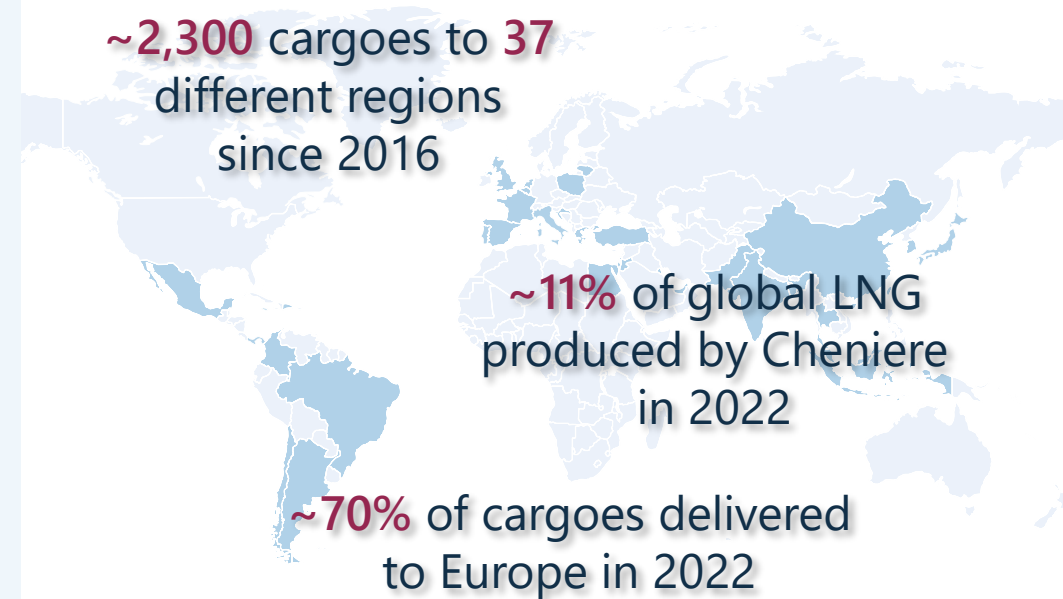 ~2,300 cargoes to 37
different regions
since 2016
~11% of global LNG
produced by Cheniere
in 2022
~70% of cargoes delivered
to Europe in 2022